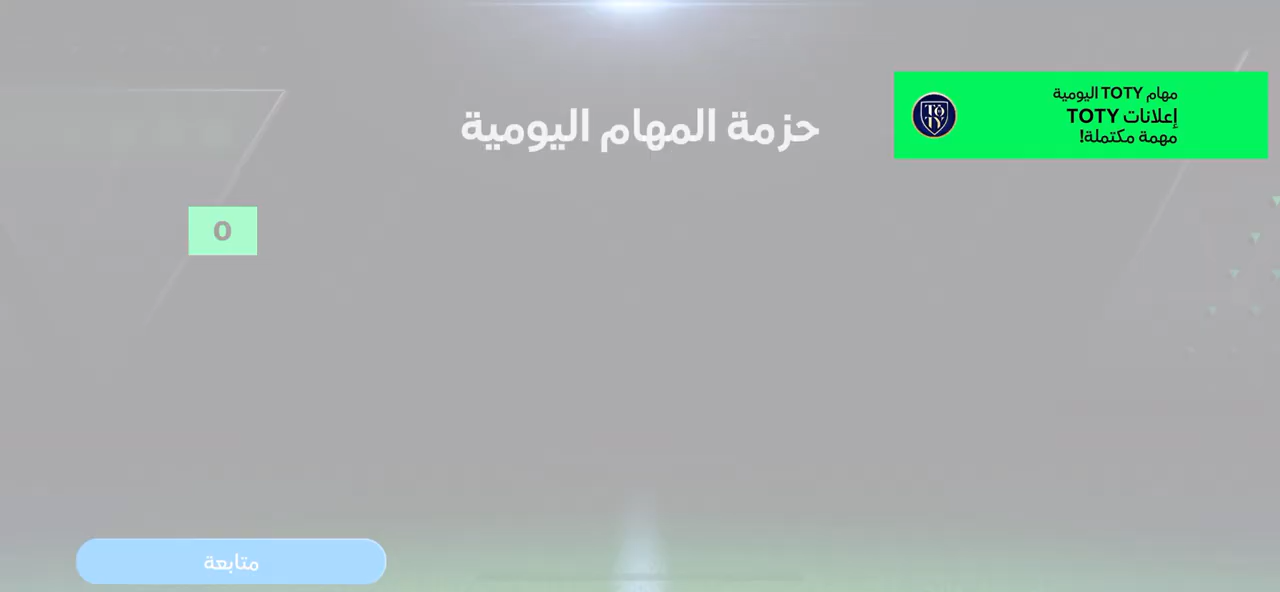 مهام TOTY اليومية
إعلانات TOTY
مهمة مكتملة!
حزمة المهام اليومية
0
متابعة